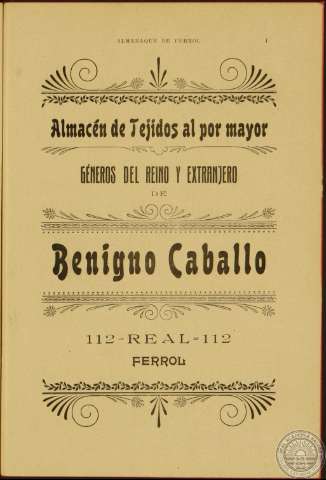 ALMANAQUE DE FERROL 1
Almacén de Tejidos al por mayor
GÉNEROS DEL REINO Y EXTRANJERO
DE
Benigno Caballo
112-REAL-112
FERROL